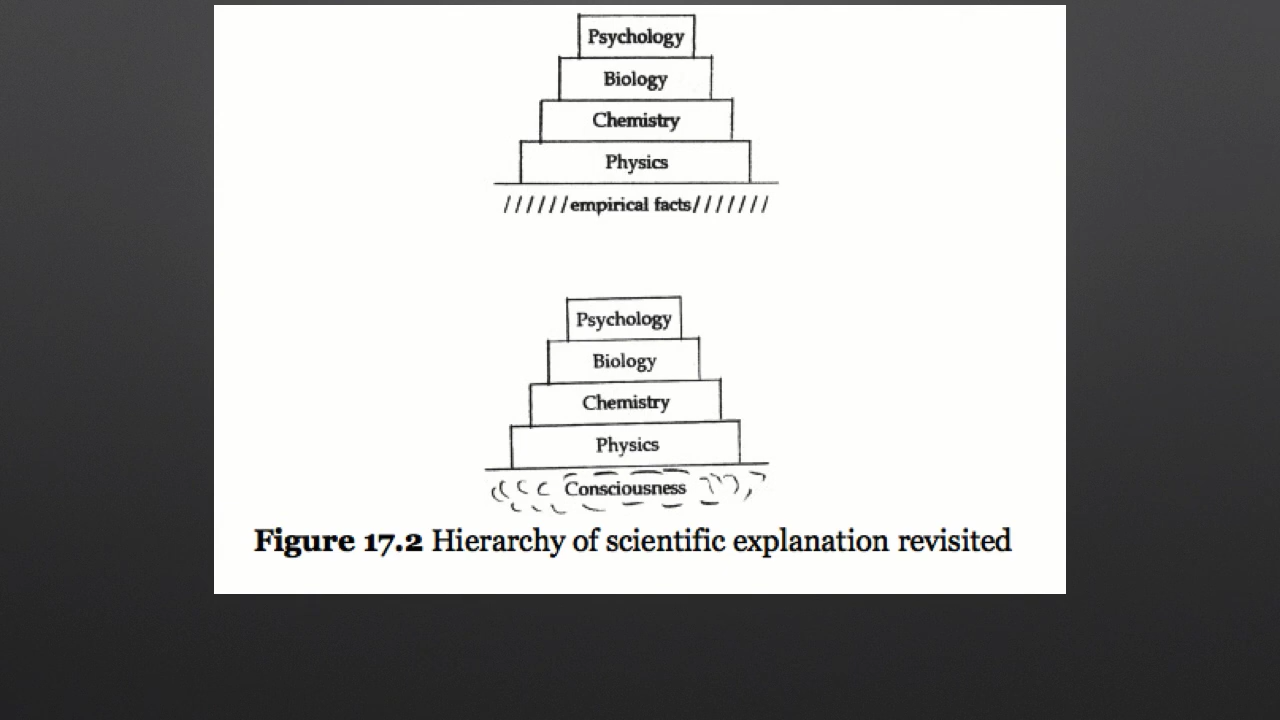 Psychology
Biology
Chemistry
Physics
//////empirical facts///////
Psychology
Biology
Chemistry
Physics
Consciousness
Figure 17.2 Hierarchy of scientific explanation revisited